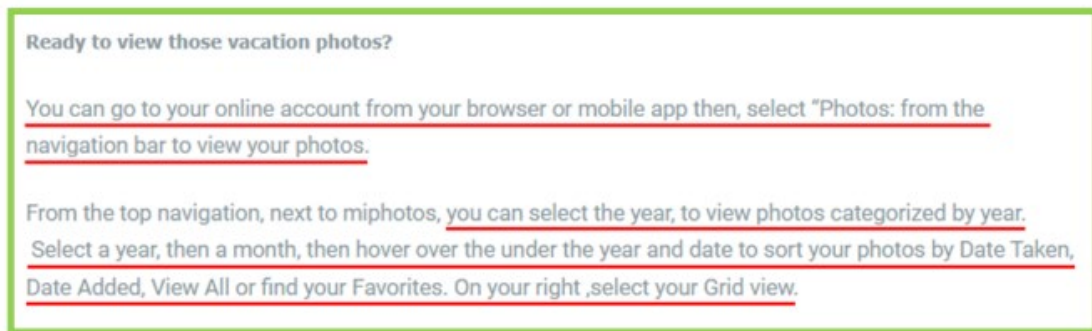 Ready to view those vacation photos?
You can go to your online account from your browser or mobile app then, select “Photos: from the
navigation bar to view your photos.
From the top navigation, next to miphotos, you can select the year, to view photos categorized by year.
Select a year, then a month, then hover over the under the year and date to sort your photos by Date Taken,
Date Added, View All or find your Favorites. On your right ,select your Grid view.